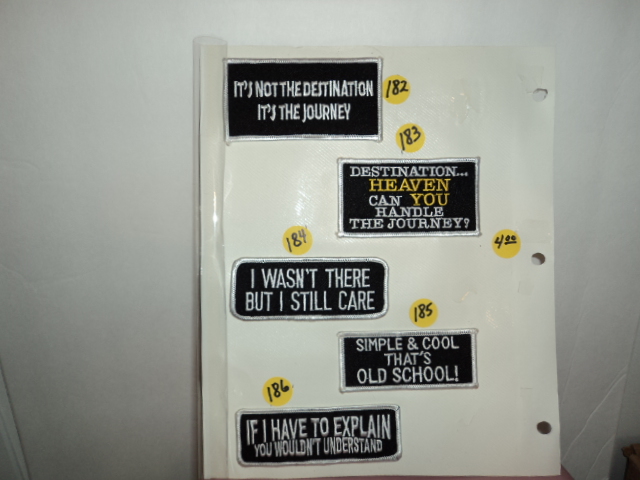 IT'S NOT THE DESTINATION
IT'S THE JOURNEY
182
183
DESTINATION...
HEAVEN
CAN YOU
HANDLE
THE JOURNEY?
184
4.00
I WASN'T THERE
BUT I STILL CARE
185
SIMPLE & COOL
THAT'S
OLD SCHOOL!
186
IF I HAVE TO EXPLAIN
YOU WOULDN'T UNDERSTAND